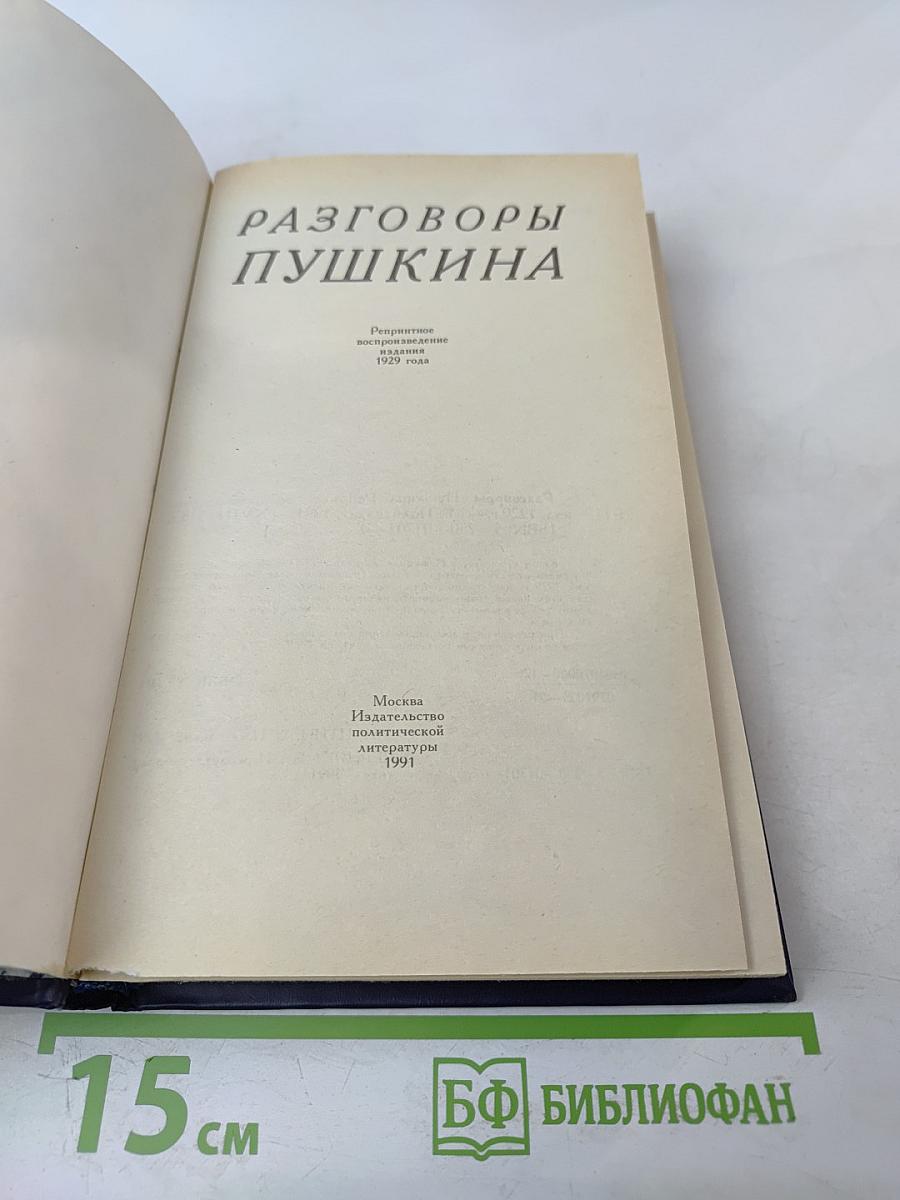 РАЗГОВОРЫ
ПУШКИНА
Репринтное
воспроизведение
издания
1929 года
Москва
Издательство
политической
литературы
1991
15 см
БФ БИБЛИОФАН